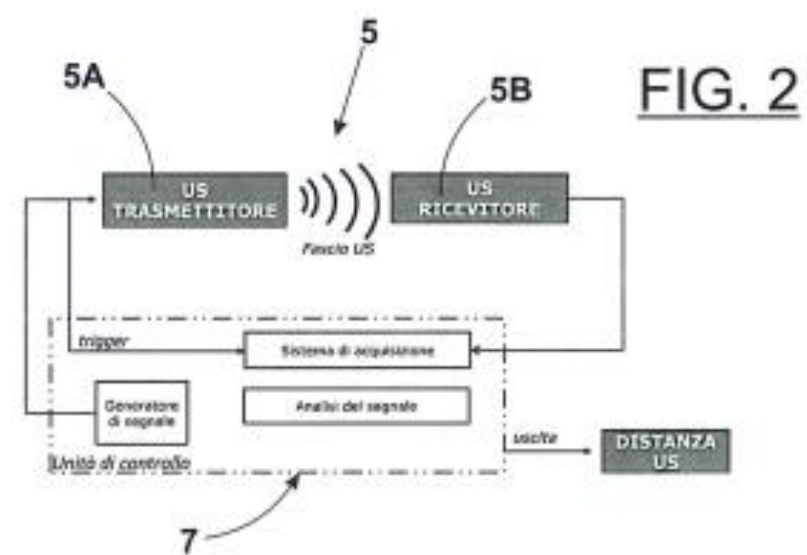 5
5A
5B
FIG. 2
US
TRASMETTITORE
US
RICEVITORE
Fascio US
trigger
Sistema di acquisizione
Generatore
di segnale
Analisi del segnale
uscita
DISTANZA
US
Unità di controllo
7